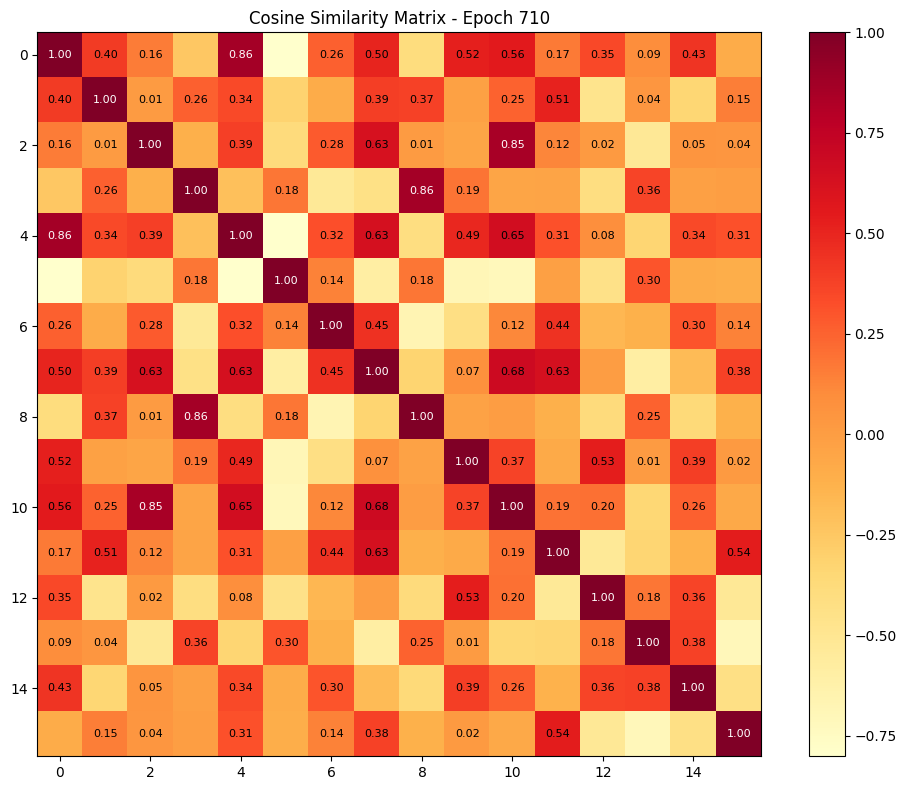 Cosine Similarity Matrix - Epoch 710
0 1.00 0.40 0.16 0.86 0.26 0.50 0.52 0.56 0.17 0.35 0.09 0.43
0.40 1.00 0.01 0.26 0.34 0.39 0.37 0.25 0.51 0.04 0.15
2 0.16 0.01 1.00 0.39 0.28 0.63 0.01 0.85 0.12 0.02 0.05 0.04
0.26 1.00 0.18 0.86 0.19 0.36
4 0.86 0.34 0.39 1.00 0.32 0.63 0.49 0.65 0.31 0.08 0.34 0.31
0.18 1.00 0.14 0.18 0.30
6 0.26 0.28 0.32 0.14 1.00 0.45 0.12 0.44 0.30 0.14
0.50 0.39 0.63 0.63 0.45 1.00 0.07 0.68 0.63 0.38
8 0.37 0.01 0.86 0.18 1.00 0.25
0.52 0.19 0.49 0.07 1.00 0.37 0.53 0.01 0.39 0.02
10 0.56 0.25 0.85 0.65 0.12 0.68 0.37 1.00 0.19 0.20 0.26
0.17 0.51 0.12 0.31 0.44 0.63 0.19 1.00 0.54
12 0.35 0.02 0.08 0.53 0.20 1.00 0.18 0.36
0.09 0.04 0.36 0.30 0.25 0.01 0.18 1.00 0.38
14 0.43 0.05 0.34 0.30 0.39 0.26 0.36 0.38 1.00
0.15 0.04 0.31 0.14 0.38 0.02 0.54 1.00
0 2 4 6 8 10 12 14
1.00
0.75
0.50
0.25
0.00
−0.25
−0.50
−0.75